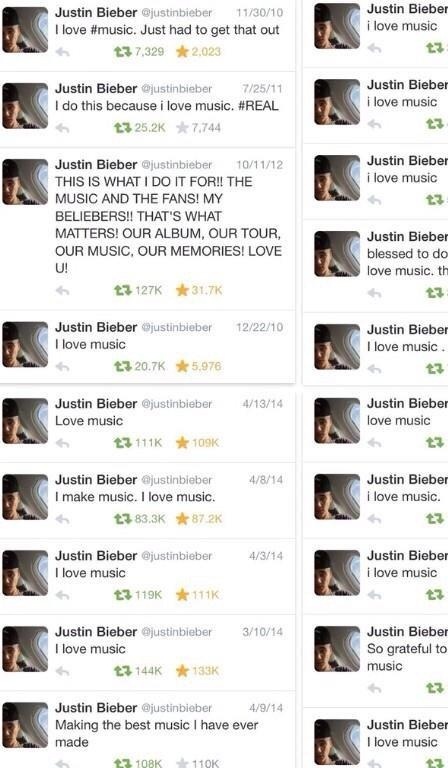 Justin Bieber @justinbieber 11/30/10
I love #music. Just had to get that out
7,329 2,023
Justin Bieber @justinbieber 7/25/11
I do this because i love music. #REAL
25.2K 7,744
Justin Bieber @justinbieber 10/11/12
THIS IS WHAT I DO IT FOR!! THE
MUSIC AND THE FANS! MY
BELIEBERS!! THAT'S WHAT
MATTERS! OUR ALBUM, OUR TOUR,
OUR MUSIC, OUR MEMORIES! LOVE
U!
127K 31.7K
Justin Bieber @justinbieber 12/22/10
I love music
20.7K 5,976
Justin Bieber @justinbieber 4/13/14
Love music
111K 109K
Justin Bieber @justinbieber 4/8/14
I make music. I love music.
83.3K 87.2K
Justin Bieber @justinbieber 4/3/14
I love music
119K 111K
Justin Bieber @justinbieber 3/10/14
I love music
144K 133K
Justin Bieber @justinbieber 4/9/14
Making the best music I have ever
made
108K 110K
Justin Bieber
i love music
Justin Bieber
i love music
Justin Bieber
i love music
Justin Bieber
blessed to do
love music. th
Justin Bieber
I love music .
Justin Bieber
love music
Justin Bieber
i love music.
Justin Bieber
i love music
Justin Bieber
So grateful to
music
Justin Bieber
I love music